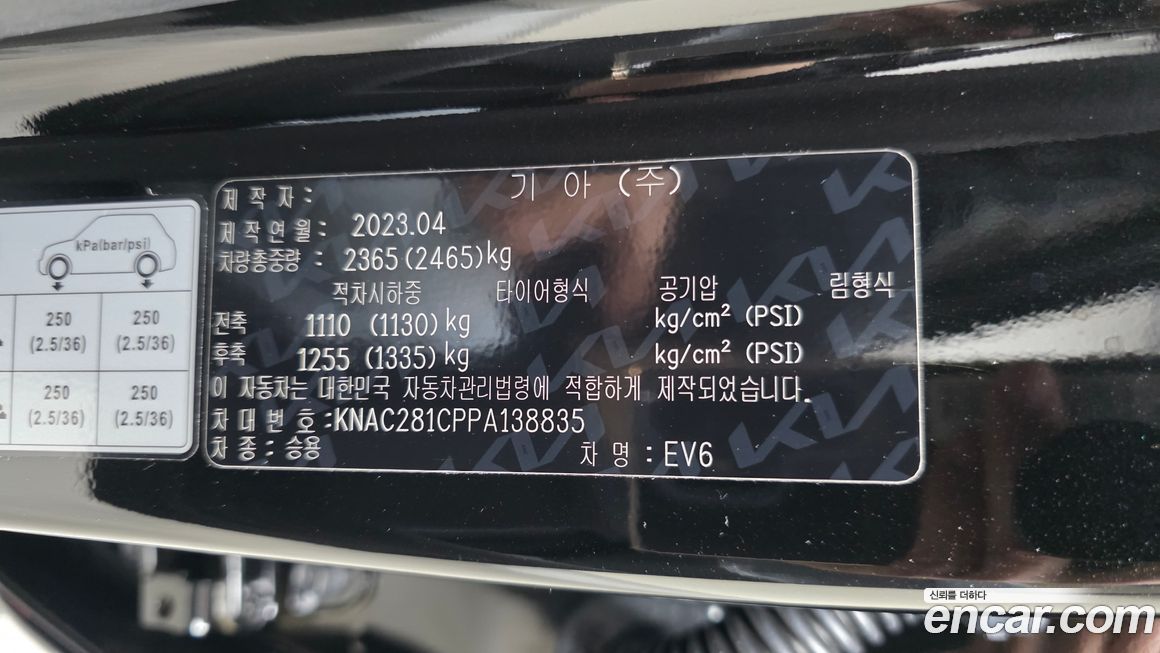 제 작 자 : 기 아 (주)
제 작 연 월 : 2023.04
차량총중량 : 2365 (2465)kg
적차시하중 타이어형식 공기압 림형식
전축 1110 (1130) kg kg/cm² (PSI)
후축 1255 (1335) kg kg/cm² (PSI)
이 자동차는 대한민국 자동차관리법령에 적합하게 제작되었습니다.
차 대 번 호 :KNAC281CPPA138835
차 종 : 승용 차 명 : EV6
kPa(bar/psi)
250 250
(2.5/36) (2.5/36)
250 250
(2.5/36) (2.5/36)
신뢰를 더하다
encar.com